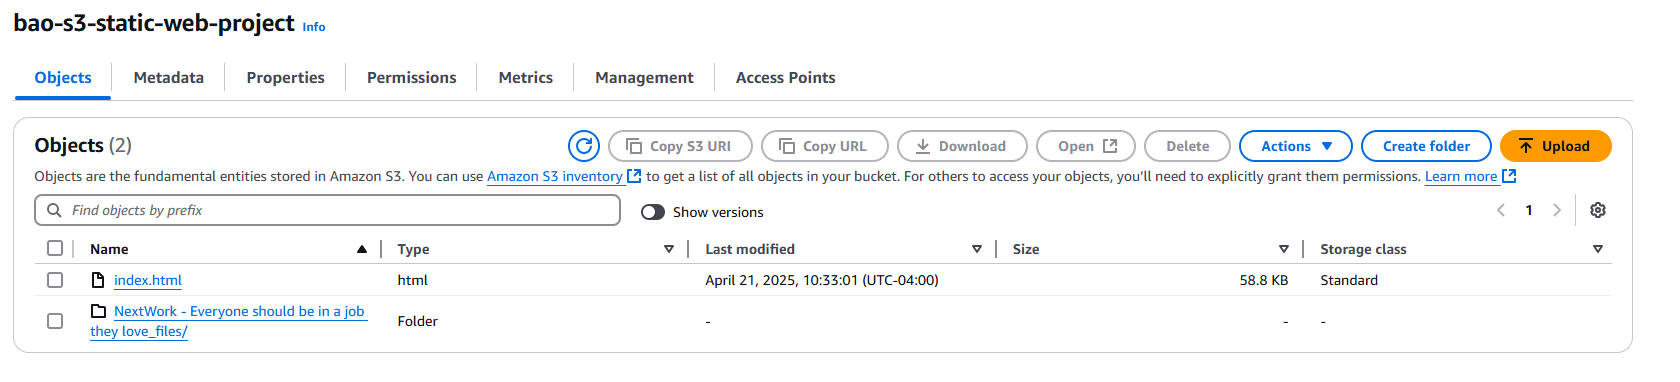 bao-s3-static-web-project Info
Objects Metadata Properties Permissions Metrics Management Access Points
Objects (2) Copy S3 URI Copy URL Download Open Delete Actions Create folder Upload
Objects are the fundamental entities stored in Amazon S3. You can use Amazon S3 inventory to get a list of all objects in your bucket. For others to access your objects, you’ll need to explicitly grant them permissions. Learn more
Find objects by prefix Show versions 1
Name Type Last modified Size Storage class
index.html html April 21, 2025, 10:33:01 (UTC-04:00) 58.8 KB Standard
NextWork - Everyone should be in a job
they love_files/ Folder - - -